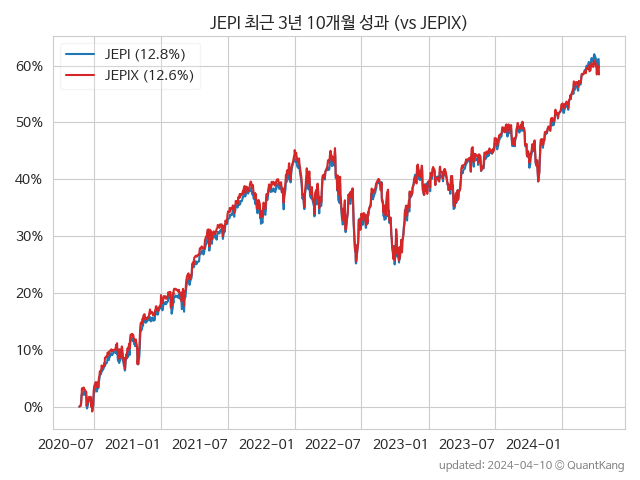 JEPI 최근 3년 10개월 성과 (vs JEPIX)
JEPI (12.8%)
JEPIX (12.6%)
60%
50%
40%
30%
20%
10%
0%
2020-07 2021-01 2021-07 2022-01 2022-07 2023-01 2023-07 2024-01
updated: 2024-04-10 © QuantKang